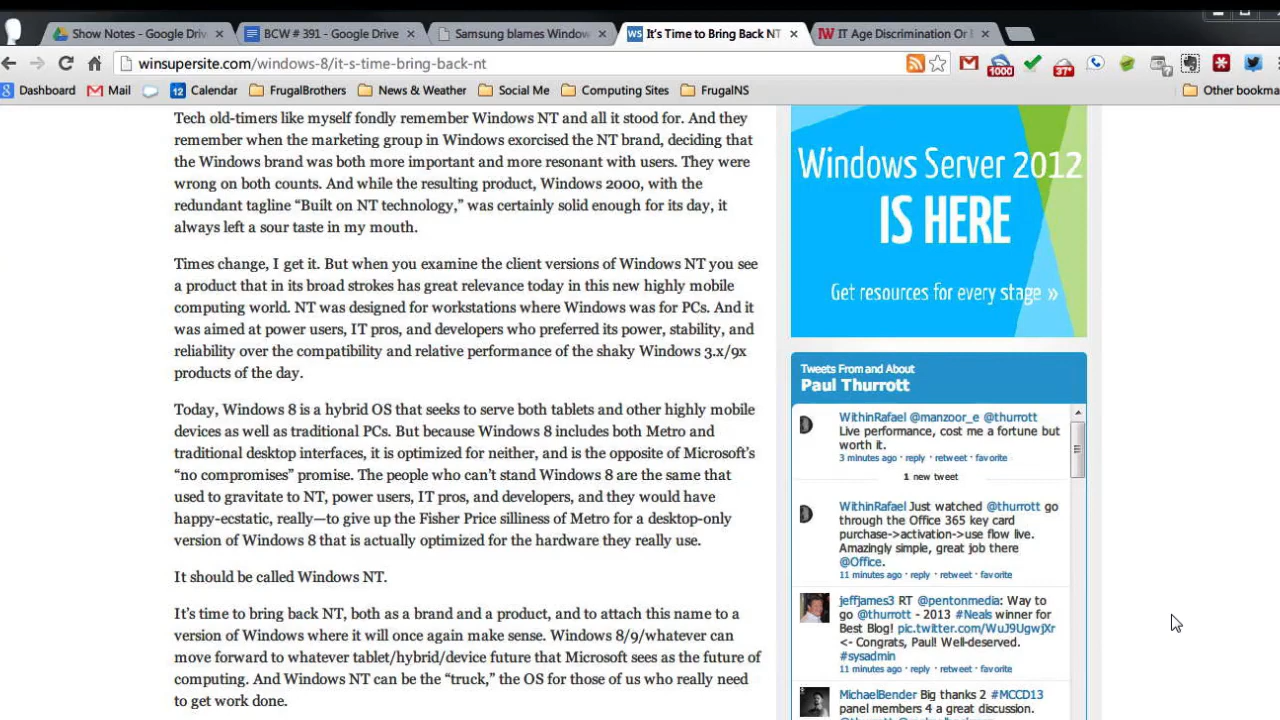 Show Notes - Google Driv
BCW # 391 - Google Drive
Samsung blames Window
WS It's Time to Bring Back NT
IW IT Age Discrimination Or
winsupersite.com/windows-8/it-s-time-bring-back-nt
1000
37°
Dashboard
Mail
12 Calendar
FrugalBrothers
News & Weather
Social Me
Computing Sites
FrugalNS
Other bookma
Tech old-timers like myself fondly remember Windows NT and all it stood for. And they
remember when the marketing group in Windows exorcised the NT brand, deciding that
the Windows brand was both more important and more resonant with users. They were
wrong on both counts. And while the resulting product, Windows 2000, with the
redundant tagline “Built on NT technology,” was certainly solid enough for its day, it
always left a sour taste in my mouth.
Times change, I get it. But when you examine the client versions of Windows NT you see
a product that in its broad strokes has great relevance today in this new highly mobile
computing world. NT was designed for workstations where Windows was for PCs. And it
was aimed at power users, IT pros, and developers who preferred its power, stability, and
reliability over the compatibility and relative performance of the shaky Windows 3.x/9x
products of the day.
Today, Windows 8 is a hybrid OS that seeks to serve both tablets and other highly mobile
devices as well as traditional PCs. But because Windows 8 includes both Metro and
traditional desktop interfaces, it is optimized for neither, and is the opposite of Microsoft’s
“no compromises” promise. The people who can’t stand Windows 8 are the same that
used to gravitate to NT, power users, IT pros, and developers, and they would have
happy-ecstatic, really—to give up the Fisher Price silliness of Metro for a desktop-only
version of Windows 8 that is actually optimized for the hardware they really use.
It should be called Windows NT.
It’s time to bring back NT, both as a brand and a product, and to attach this name to a
version of Windows where it will once again make sense. Windows 8/9/whatever can
move forward to whatever tablet/hybrid/device future that Microsoft sees as the future of
computing. And Windows NT can be the “truck,” the OS for those of us who really need
to get work done.
Windows Server 2012
IS HERE
Get resources for every stage »
Tweets From and About
Paul Thurrott
WithinRafael @manzoor_e @thurrott
Live performance, cost me a fortune but
worth it.
3 minutes ago · reply · retweet · favorite
1 new tweet
WithinRafael Just watched @thurrott go
through the Office 365 key card
purchase->activation->use flow live.
Amazingly simple, great job there
@Office.
11 minutes ago · reply · retweet · favorite
jeffjames3 RT @pentonmedia: Way to
go @thurrott - 2013 #Neals winner for
Best Blog! pic.twitter.com/WuJ9UgwjXr
<- Congrats, Paul! Well-deserved.
#sysadmin
11 minutes ago · reply · retweet · favorite
MichaelBender Big thanks 2 #MCCD13
panel members 4 a great discussion.